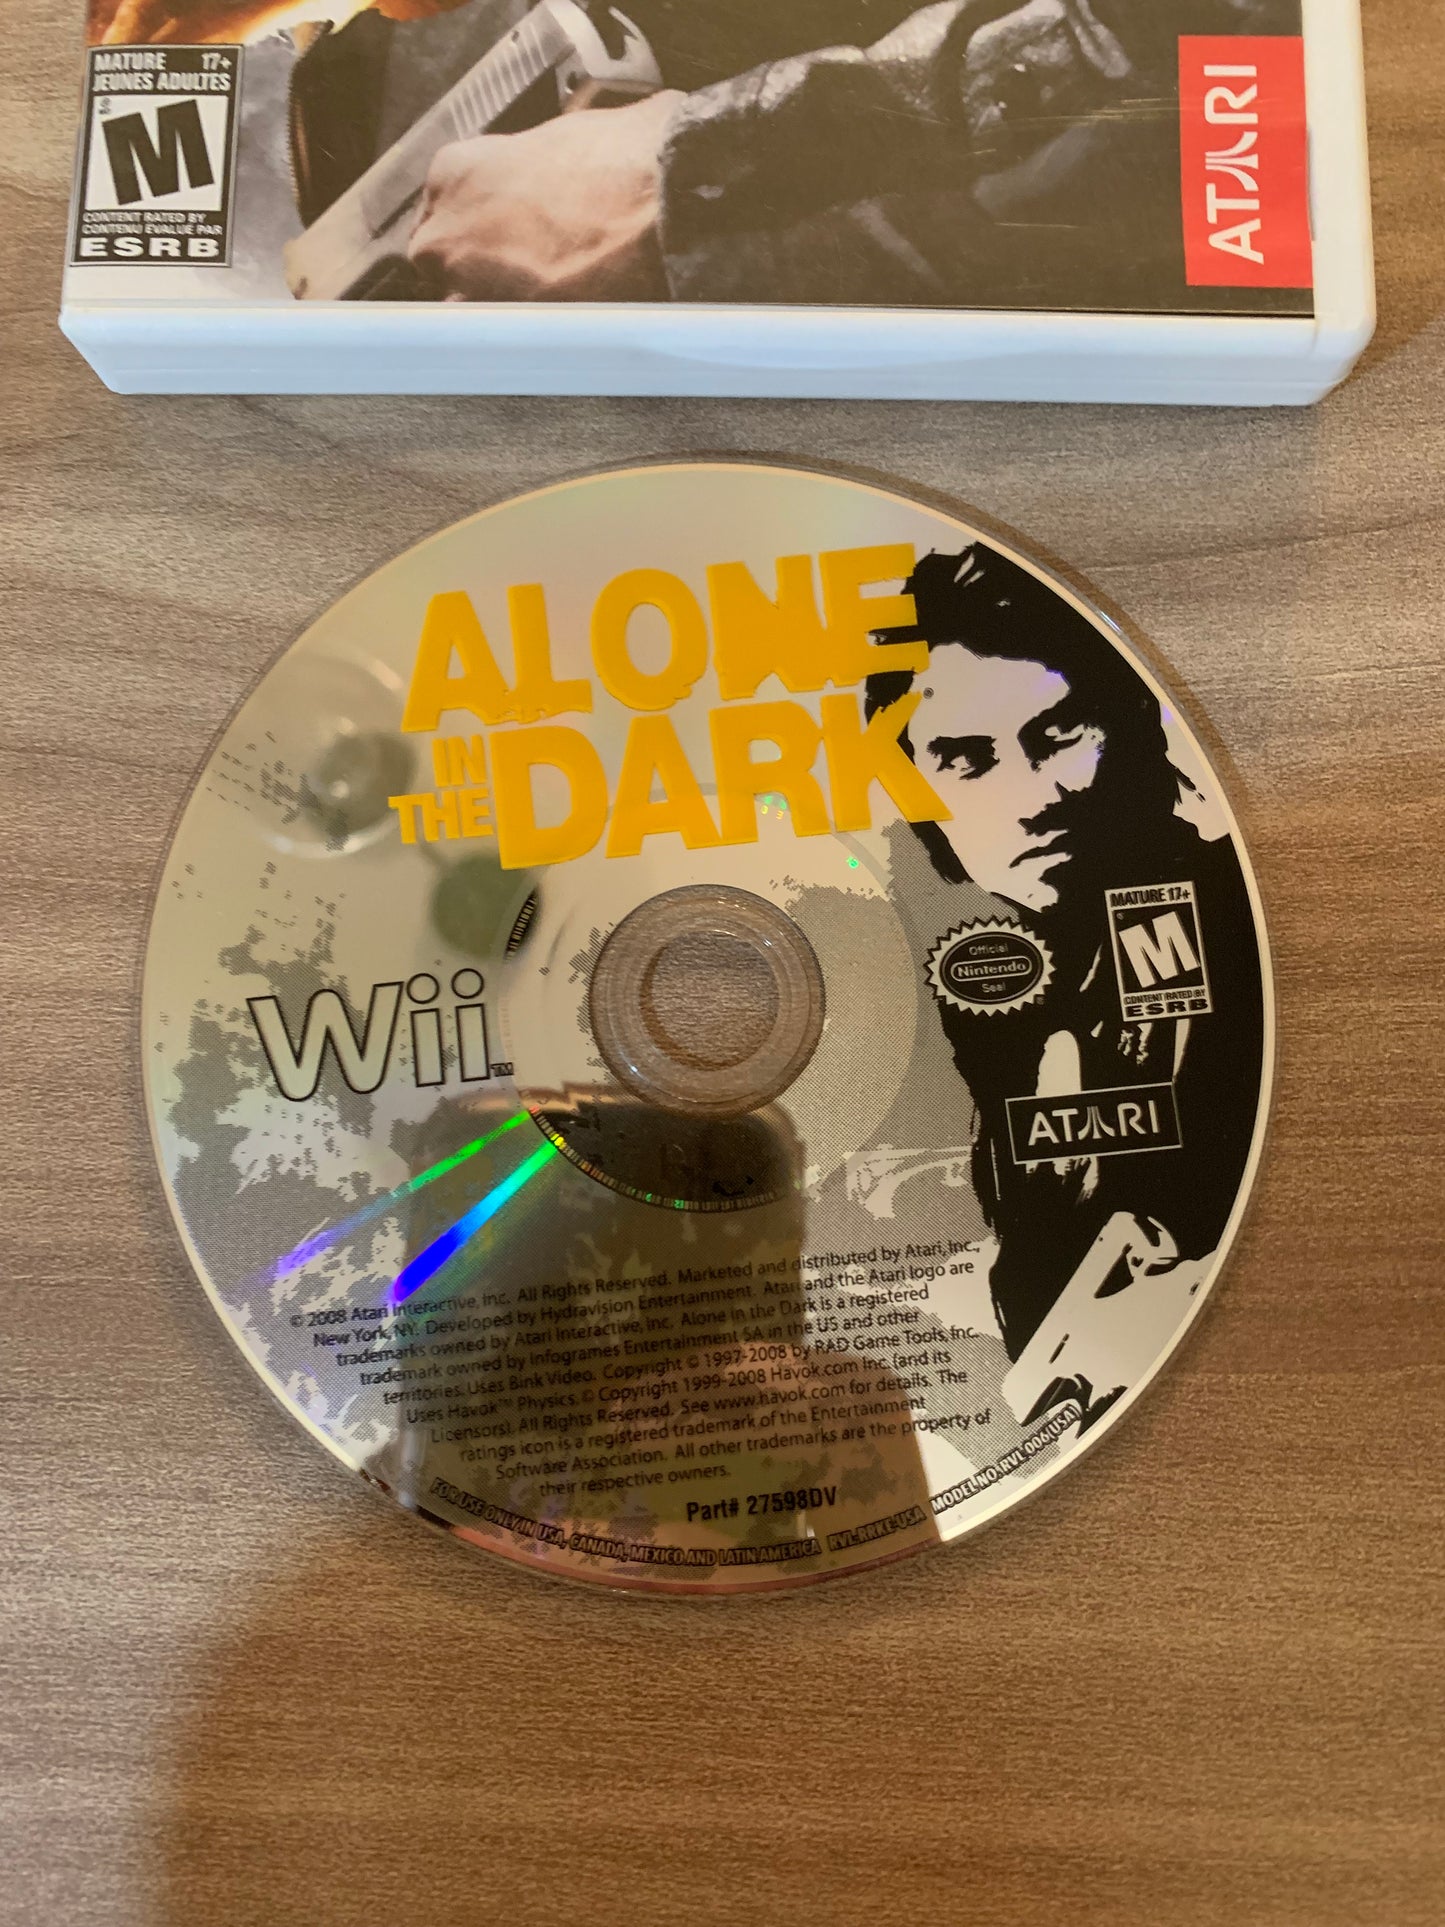 MATURE 17+
JEUNES ADULTES
M
CONTENT RATED BY
CONTENU ÉVALUÉ PAR
ESRB
ATARI
ALONE
IN
THE DARK
Wii™
Official
Nintendo
Seal
MATURE 17+
M
CONTENT RATED BY
ESRB
ATARI
© 2008 Atari Interactive, Inc. All Rights Reserved. Marketed and distributed by Atari, Inc.,
New York, NY. Developed by Hydravision Entertainment. Atari and the Atari logo are
trademarks owned by Atari Interactive, Inc. Alone in the Dark is a registered
trademark owned by Infogrames Entertainment SA in the US and other
territories. Uses Bink Video. Copyright © 1997-2008 by RAD Game Tools, Inc.
Uses Havok™ Physics. © Copyright 1999-2008 Havok.com Inc. (and its
Licensors). All Rights Reserved. See www.havok.com for details. The
ratings icon is a registered trademark of the Entertainment
Software Association. All other trademarks are the property of
their respective owners.
Part# 27598DV
FOR USE ONLY IN USA, CANADA, MEXICO AND LATIN AMERICA RVL-RRKE-USA MODEL NO. RVL 006(USA)